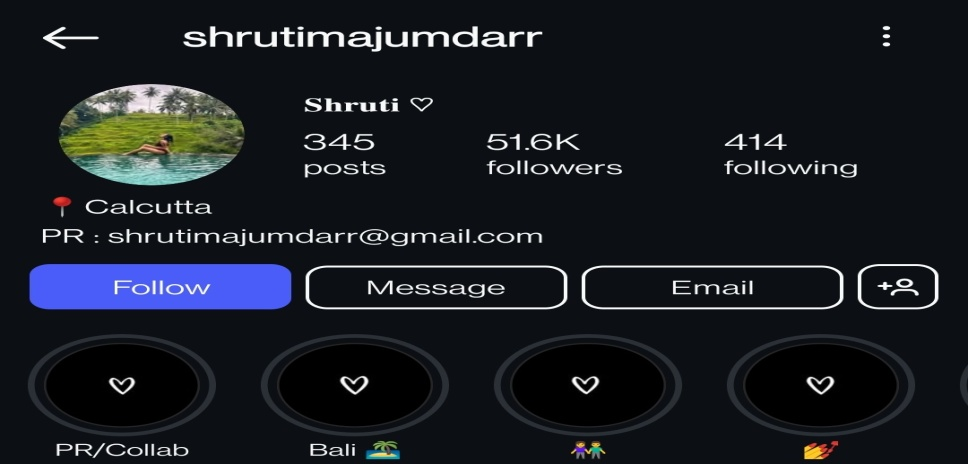 shrutimajumdarr
Shruti ♡
345 51.6K 414
posts followers following
📍 Calcutta
PR : shrutimajumdarr@gmail.com
Follow Message Email
PR/Collab Bali 🏝️ 👫 💅